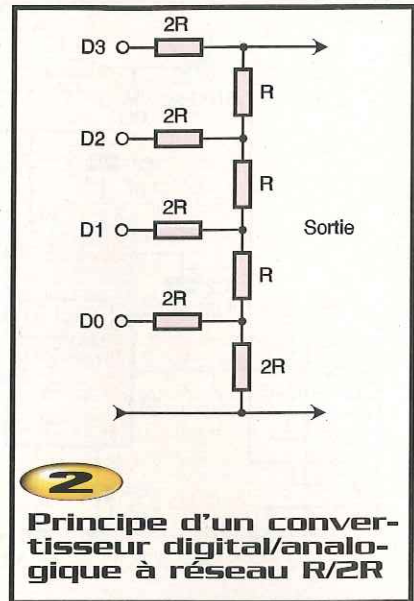 2R
D3
R
2R
D2
R
2R
D1
Sortie
R
2R
D0
2R
2
Principe d'un conver-
tisseur digital/analo-
gique à réseau R/2R